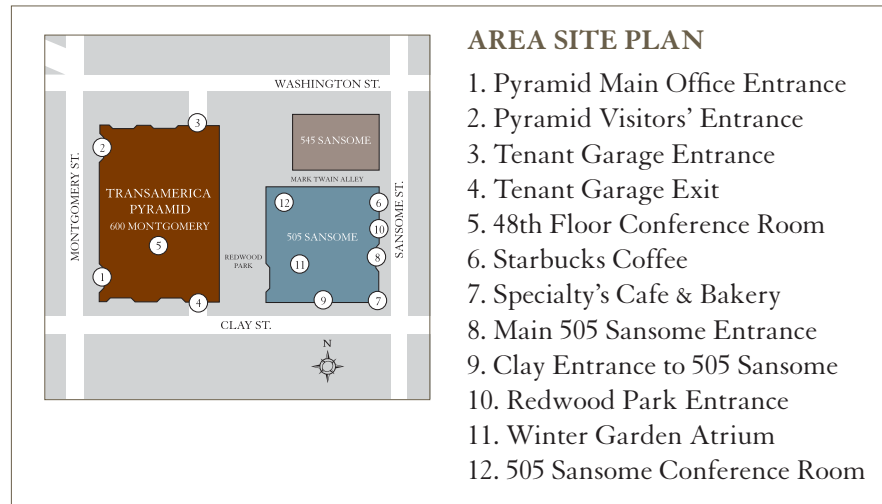 AREA SITE PLAN
1. Pyramid Main Office Entrance
2. Pyramid Visitors' Entrance
3. Tenant Garage Entrance
4. Tenant Garage Exit
5. 48th Floor Conference Room
6. Starbucks Coffee
7. Specialty's Cafe & Bakery
8. Main 505 Sansome Entrance
9. Clay Entrance to 505 Sansome
10. Redwood Park Entrance
11. Winter Garden Atrium
12. 505 Sansome Conference Room
WASHINGTON ST.
MONTGOMERY ST.
SANSOME ST.
CLAY ST.
3
2
TRANSAMERICA
PYRAMID
600 MONTGOMERY
5
1
4
545 SANSOME
MARK TWAIN ALLEY
12
6
10
505 SANSOME
8
11
REDWOOD
PARK
9
7
N